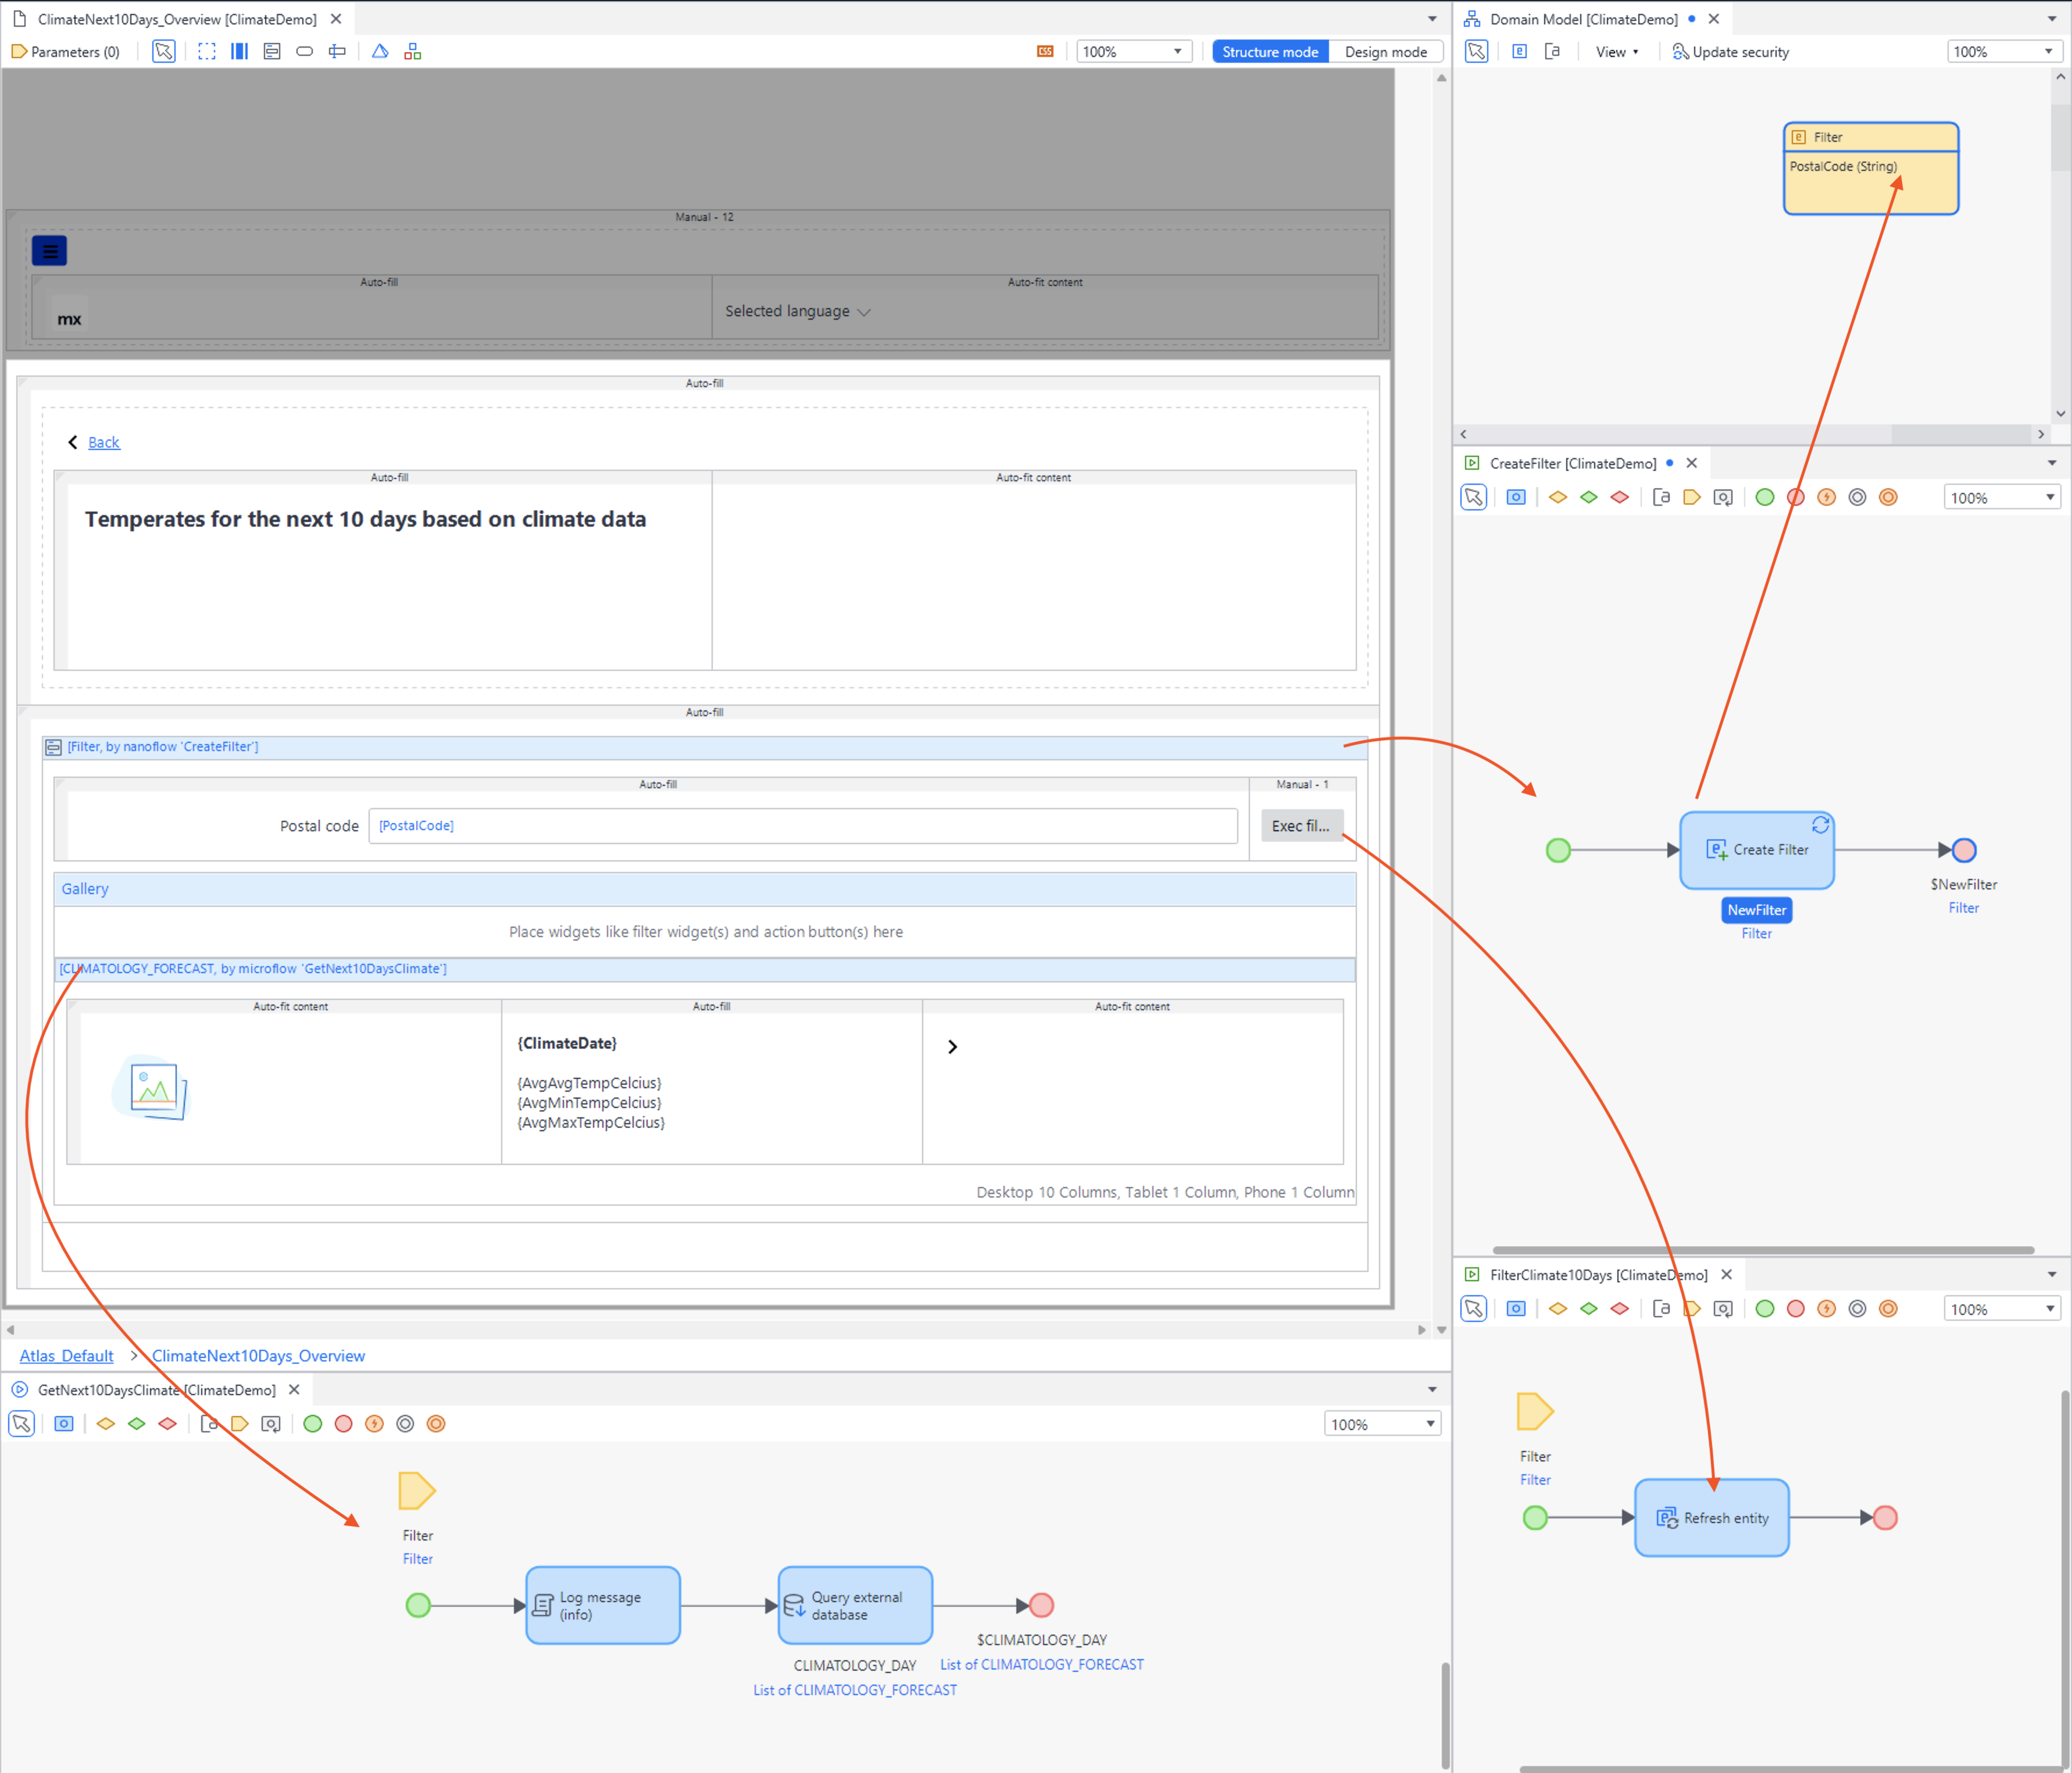 ClimateNext10Days_Overview [ClimateDemo]
Parameters (0)
CSS
100%
Structure mode
Design mode
Manual - 12
Auto-fill
Auto-fit content
mx
Selected language
Auto-fill
Back
Auto-fill
Auto-fit content
Temperates for the next 10 days based on climate data
Auto-fill
[Filter, by nanoflow 'CreateFilter']
Auto-fill
Manual - 1
Postal code
[PostalCode]
Exec fil...
Gallery
Place widgets like filter widget(s) and action button(s) here
[CLIMATOLOGY_FORECAST, by microflow 'GetNext10DaysClimate']
Auto-fit content
Auto-fill
Auto-fit content
{ClimateDate}
{AvgAvgTempCelcius}
{AvgMinTempCelcius}
{AvgMaxTempCelcius}
Desktop 10 Columns, Tablet 1 Column, Phone 1 Column
Atlas_Default > ClimateNext10Days_Overview
GetNext10DaysClimate [ClimateDemo]
100%
Filter
Filter
Log message
(info)
Query external
database
CLIMATOLOGY_DAY
List of CLIMATOLOGY_FORECAST
$CLIMATOLOGY_DAY
List of CLIMATOLOGY_FORECAST
Domain Model [ClimateDemo]
View
Update security
100%
Filter
PostalCode (String)
CreateFilter [ClimateDemo]
100%
Create Filter
NewFilter
Filter
$NewFilter
Filter
FilterClimate10Days [ClimateDemo]
100%
Filter
Filter
Refresh entity